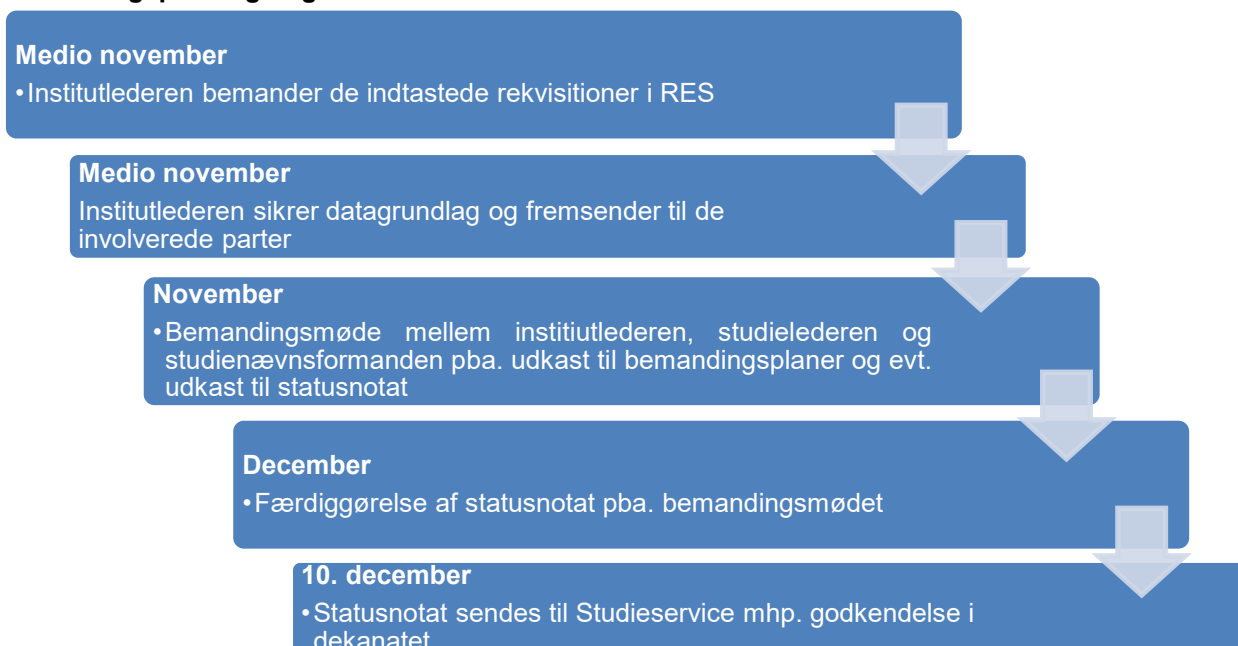 Medio november
•Institutlederen bemander de indtastede rekvisitioner i RES
Medio november
Institutlederen sikrer datagrundlag og fremsender til de
involverede parter
November
•Bemandingsmøde mellem institiutlederen, studielederen og
studienævnsformanden pba. udkast til bemandingsplaner og evt.
udkast til statusnotat
December
•Færdiggørelse af statusnotat pba. bemandingsmødet
10. december
•Statusnotat sendes til Studieservice mhp. godkendelse i
dekanatet